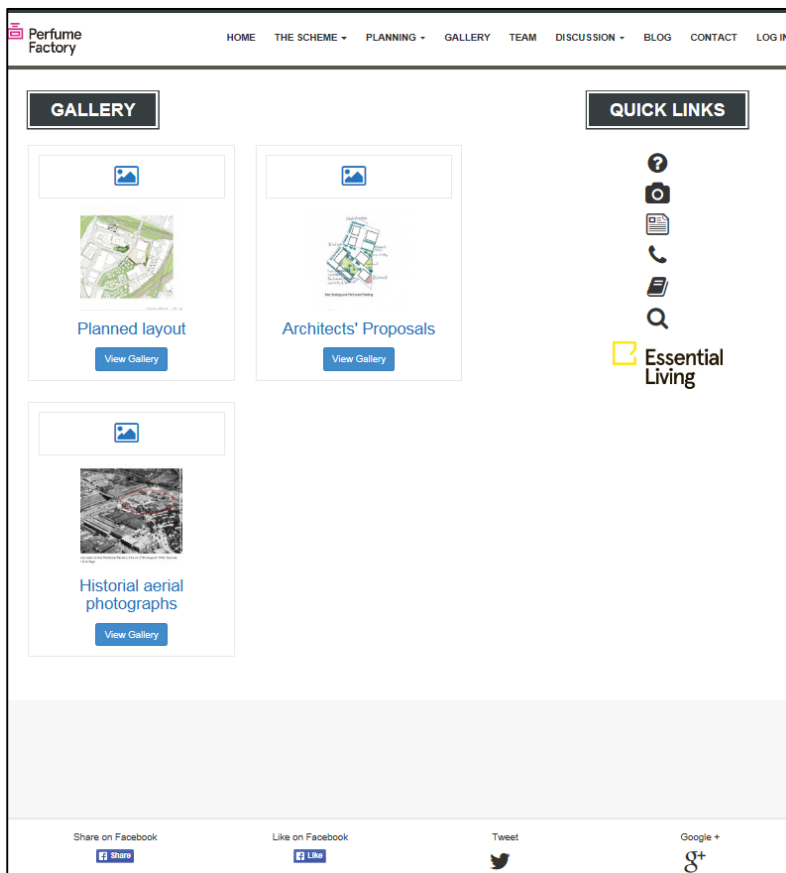 Perfume
Factory
HOME THE SCHEME PLANNING GALLERY TEAM DISCUSSION BLOG CONTACT LOG IN
GALLERY
QUICK LINKS
Planned layout
View Gallery
Architects' Proposals
View Gallery
Essential
Living
Historial aerial
photographs
View Gallery
Share on Facebook
Share
Like on Facebook
Like
Tweet
Google +
g+